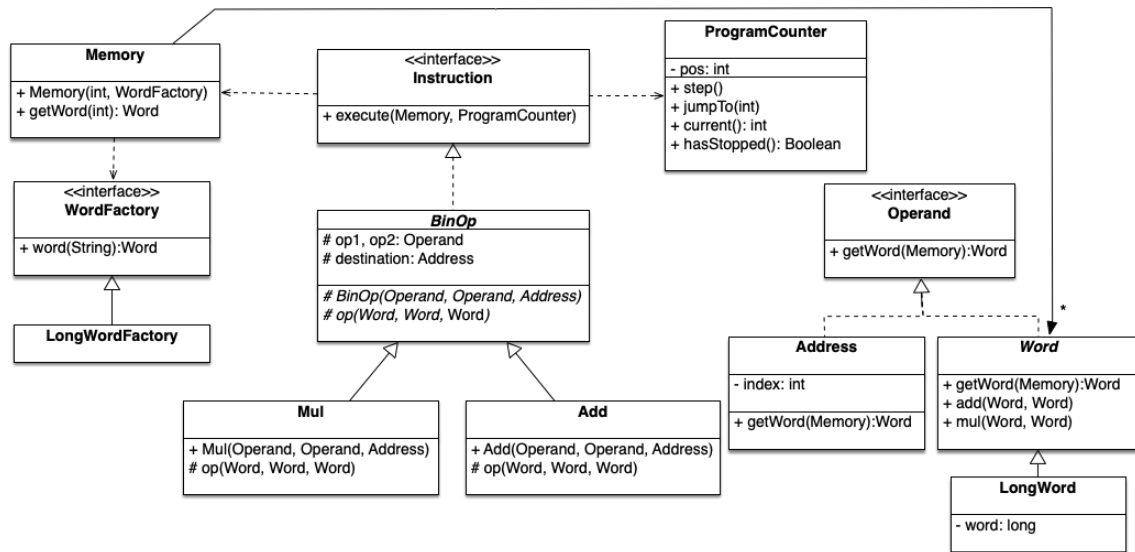 Memory
+ Memory(int, WordFactory)
+ getWord(int): Word
<<interface>>
Instruction
+ execute(Memory, ProgramCounter)
ProgramCounter
- pos: int
+ step()
+ jumpTo(int)
+ current(): int
+ hasStopped(): Boolean
<<interface>>
WordFactory
+ word(String):Word
LongWordFactory
BinOp
# op1, op2: Operand
# destination: Address
# BinOp(Operand, Operand, Address)
# op(Word, Word, Word)
<<interface>>
Operand
+ getWord(Memory):Word
*
Mul
+ Mul(Operand, Operand, Address)
# op(Word, Word, Word)
Add
+ Add(Operand, Operand, Address)
# op(Word, Word, Word)
Address
- index: int
+ getWord(Memory):Word
Word
+ getWord(Memory):Word
+ add(Word, Word)
+ mul(Word, Word)
LongWord
- word: long